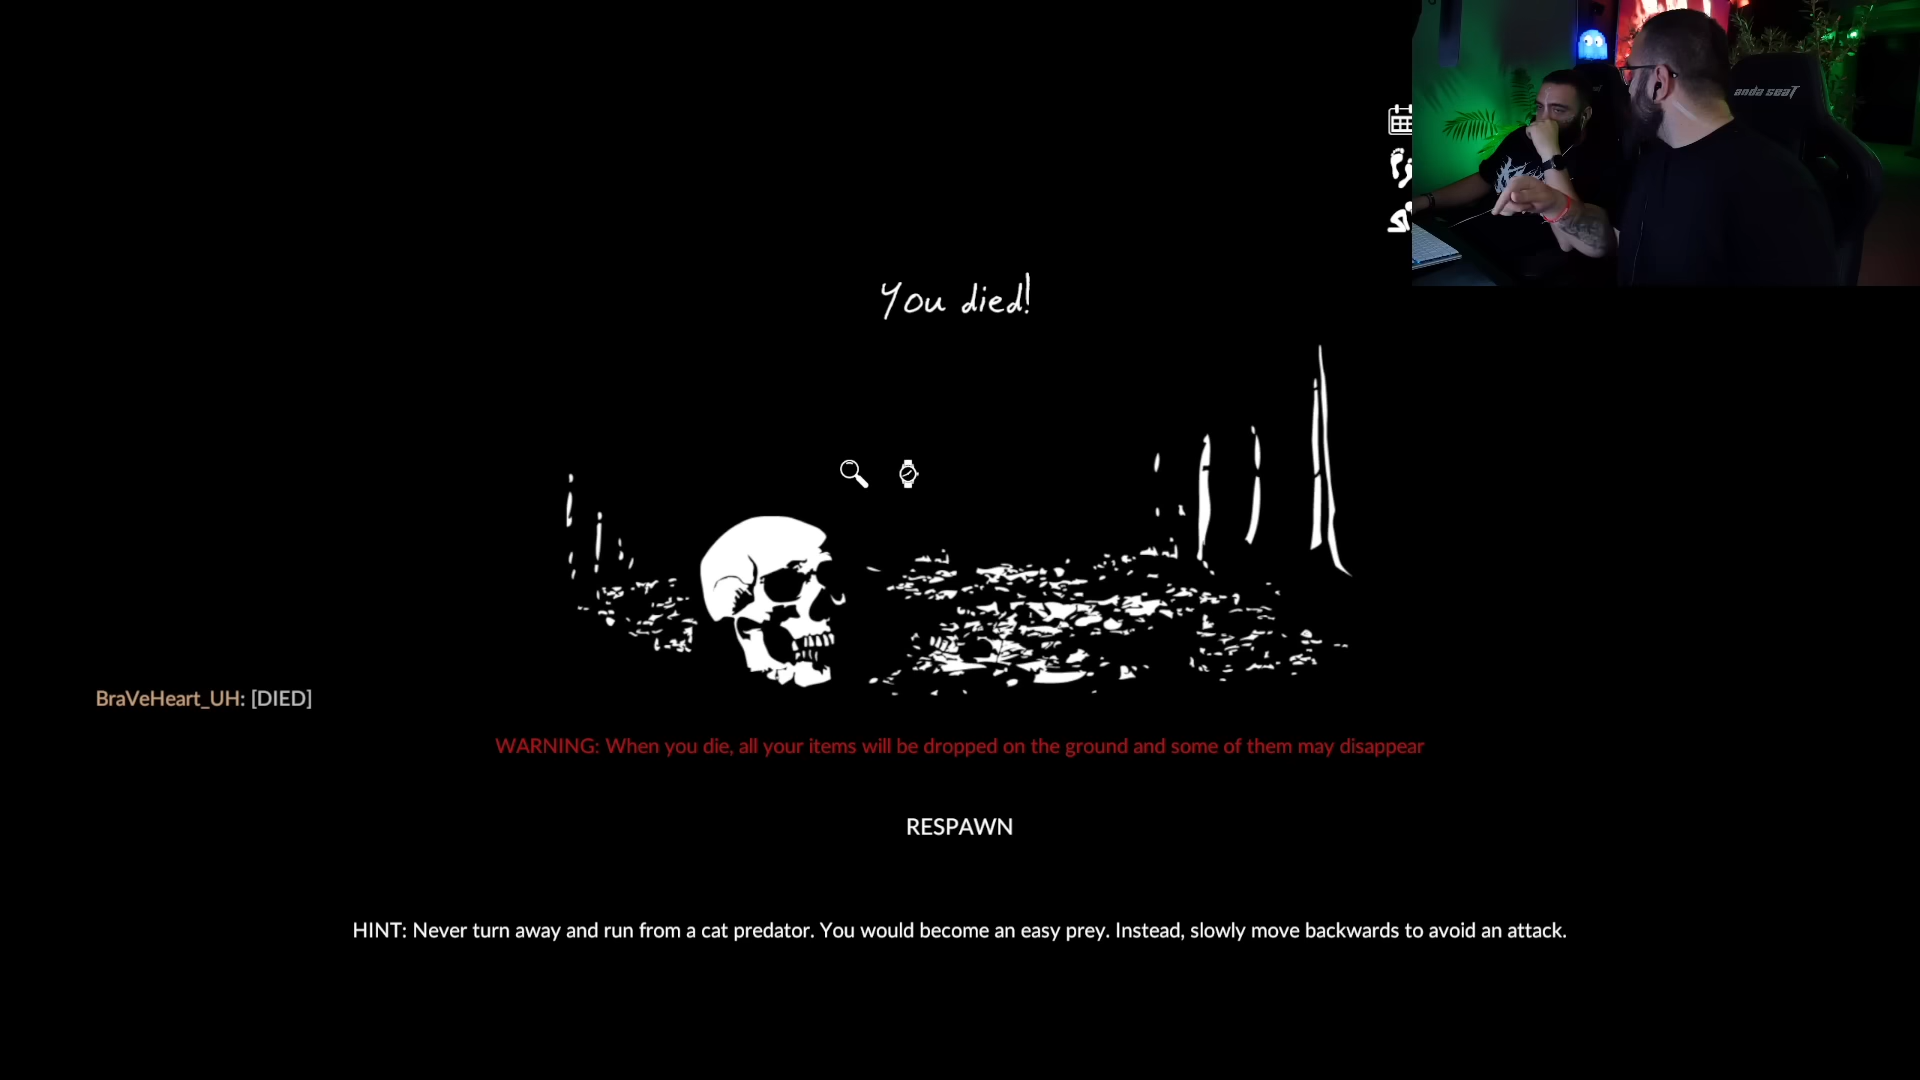 anda seaT
You died!
BraVeHeart_UH: [DIED]
WARNING: When you die, all your items will be dropped on the ground and some of them may disappear
RESPAWN
HINT: Never turn away and run from a cat predator. You would become an easy prey. Instead, slowly move backwards to avoid an attack.